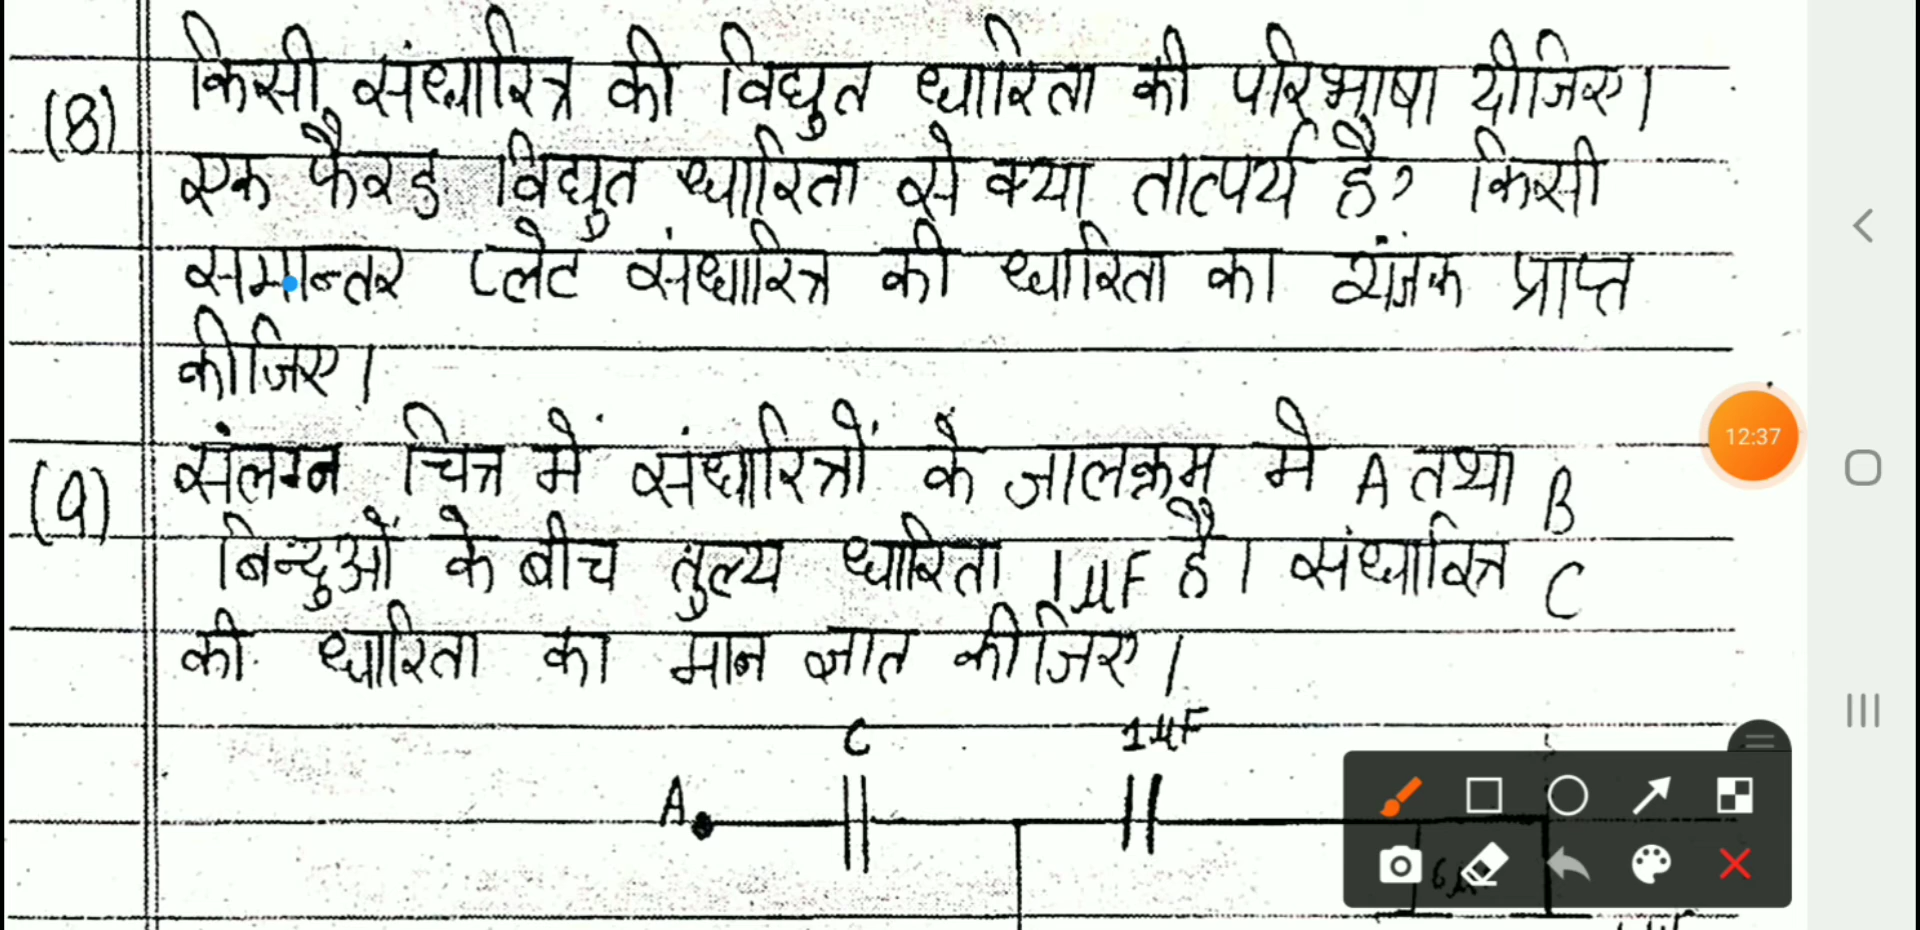 (8) किसी संधारित्र की विद्युत धारिता की परिभाषा दीजिए।
एक फैरड विद्युत धारिता से क्या तात्पर्य है? किसी
समान्तर प्लेट संधारित्र की धारिता का व्यंजक प्राप्त
कीजिए।
(9) संलग्न चित्र में संधारित्रों के जालक्रम मे A तथा B
बिन्दुओं के बीच तुल्य धारिता 1μF है। संधारित्र C
की धारिता का मान ज्ञात कीजिए।
C 1μF
A
12:37